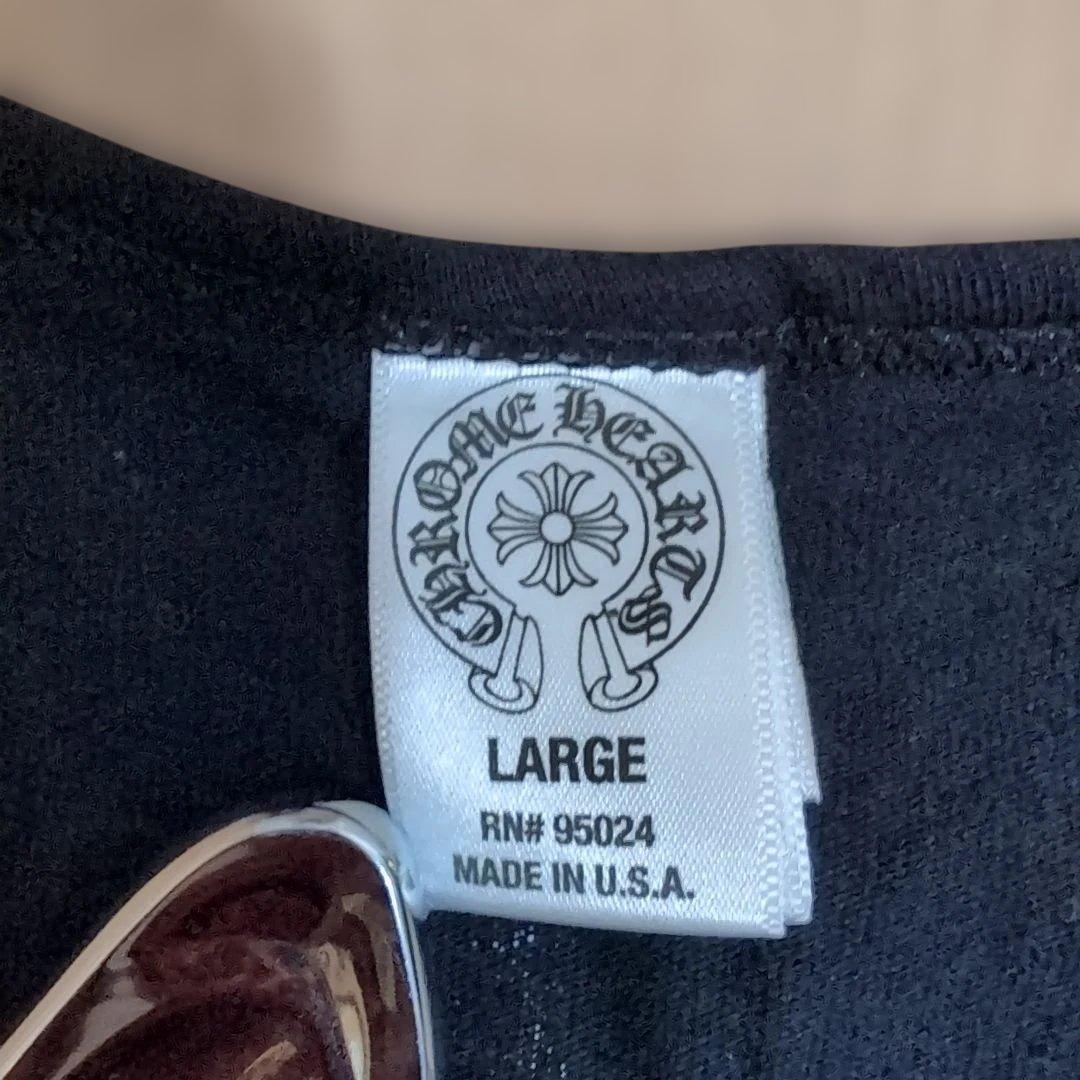 CHROME HEARTS
LARGE
RN# 95024
MADE IN U.S.A.